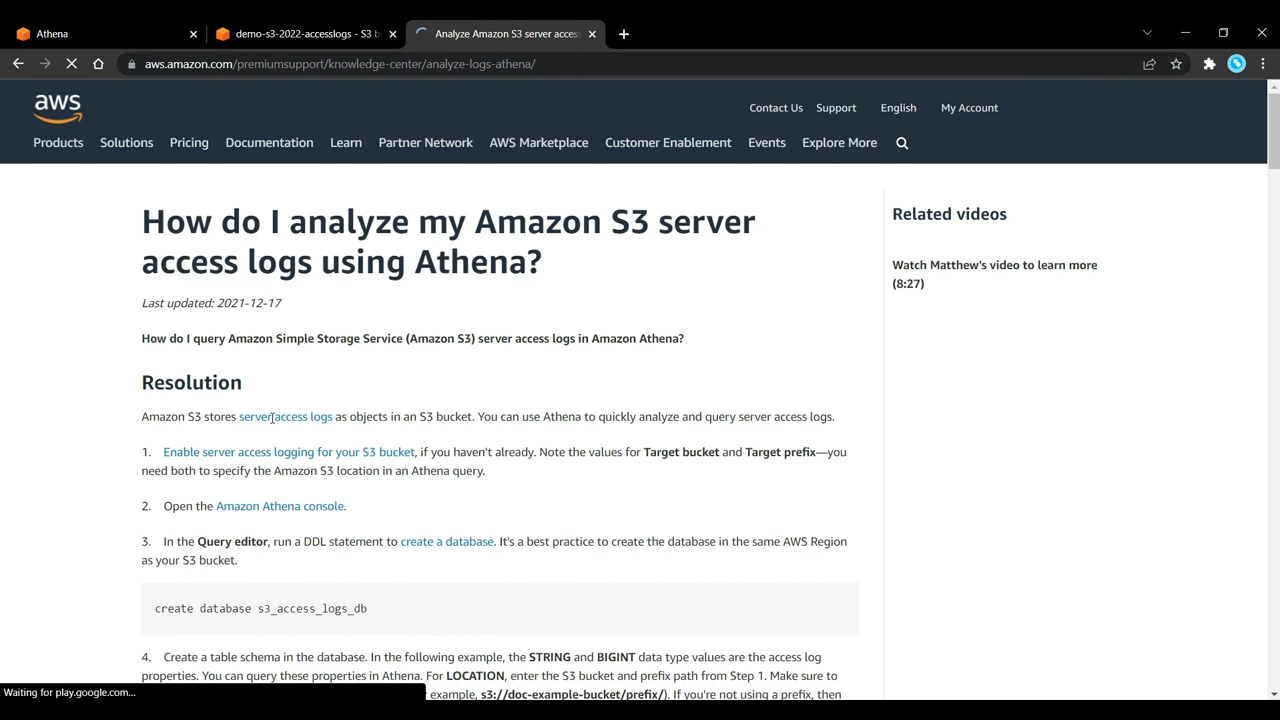 Athena
demo-s3-2022-accesslogs - S3 b
Analyze Amazon S3 server acces
aws.amazon.com/premiumsupport/knowledge-center/analyze-logs-athena/
aws
Contact Us Support English My Account
Products Solutions Pricing Documentation Learn Partner Network AWS Marketplace Customer Enablement Events Explore More
How do I analyze my Amazon S3 server
access logs using Athena?
Last updated: 2021-12-17
How do I query Amazon Simple Storage Service (Amazon S3) server access logs in Amazon Athena?
Resolution
Amazon S3 stores server access logs as objects in an S3 bucket. You can use Athena to quickly analyze and query server access logs.
1. Enable server access logging for your S3 bucket, if you haven't already. Note the values for Target bucket and Target prefix—you
need both to specify the Amazon S3 location in an Athena query.
2. Open the Amazon Athena console.
3. In the Query editor, run a DDL statement to create a database. It's a best practice to create the database in the same AWS Region
as your S3 bucket.
create database s3_access_logs_db
4. Create a table schema in the database. In the following example, the STRING and BIGINT data type values are the access log
properties. You can query these properties in Athena. For LOCATION, enter the S3 bucket and prefix path from Step 1. Make sure to
example, s3://doc-example-bucket/prefix/). If you're not using a prefix, then
Related videos
Watch Matthew's video to learn more
(8:27)
Waiting for play.google.com...